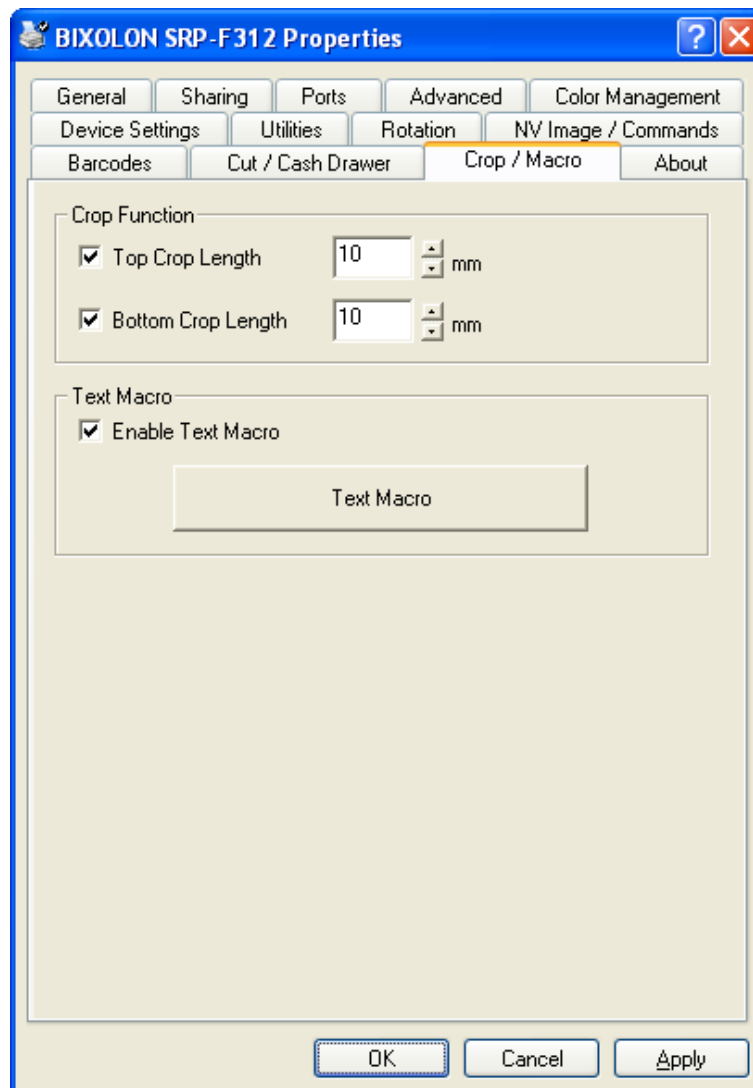 BIXOLON SRP-F312 Properties
General Sharing Ports Advanced Color Management
Device Settings Utilities Rotation NV Image / Commands
Barcodes Cut / Cash Drawer Crop / Macro About
Crop Function
Top Crop Length 10 mm
Bottom Crop Length 10 mm
Text Macro
Enable Text Macro
Text Macro
OK Cancel Apply